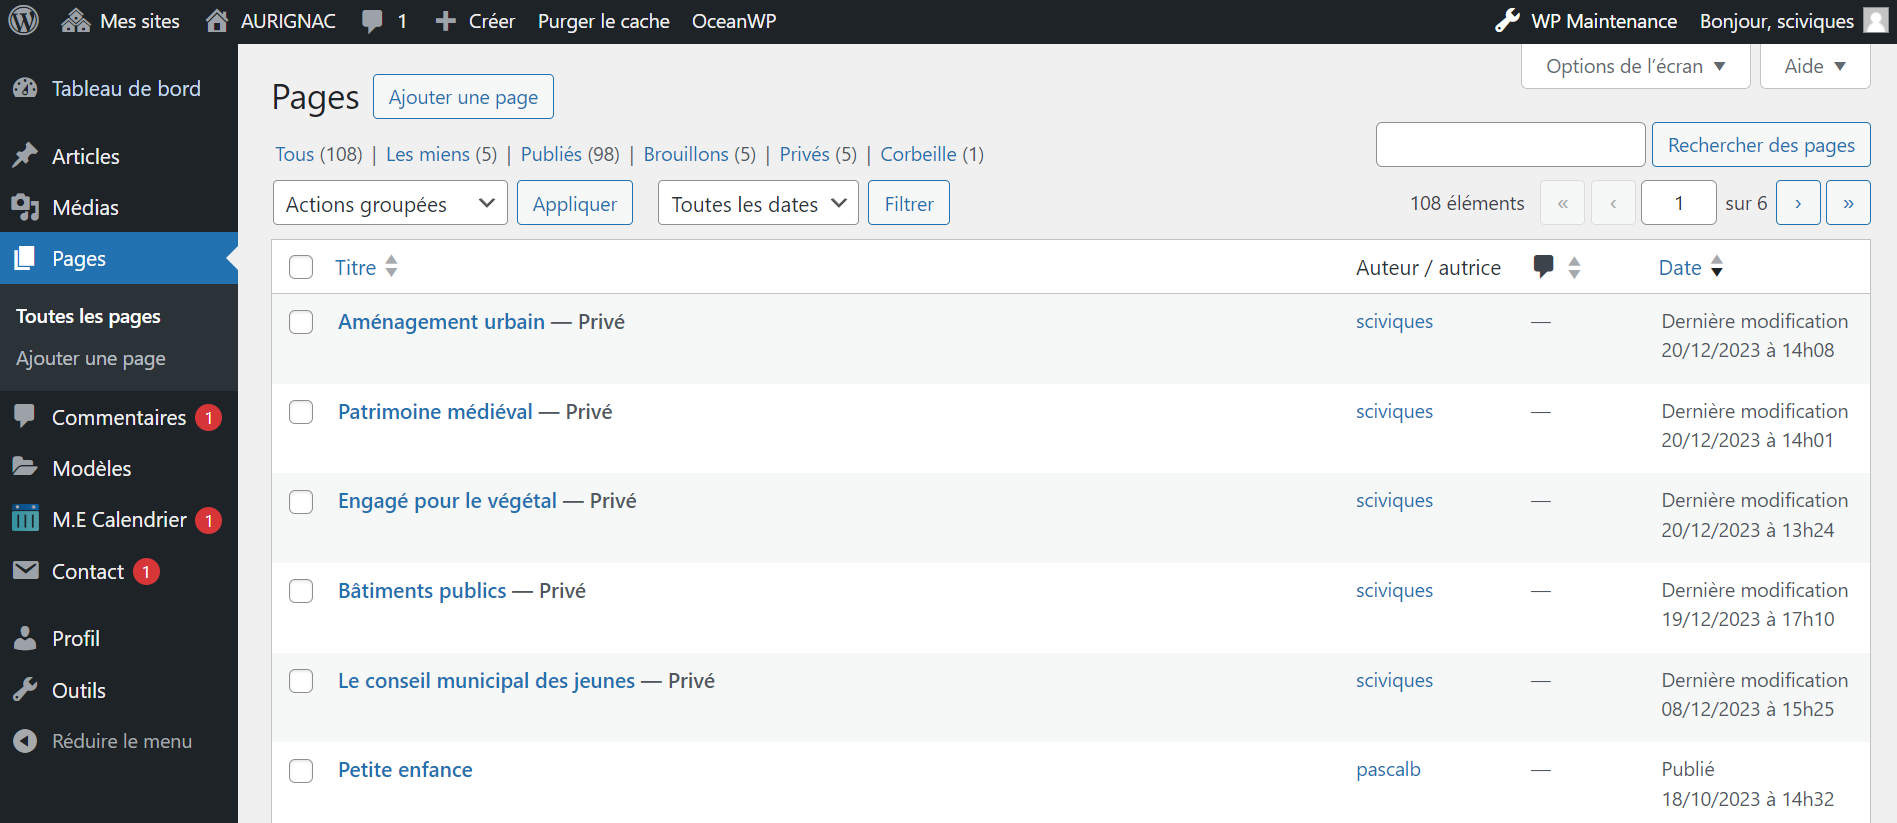 Mes sites AURIGNAC 1 Créer Purger le cache OceanWP WP Maintenance Bonjour, sciviques
Options de l’écran Aide
Tableau de bord
Articles
Médias
Pages
Toutes les pages
Ajouter une page
Commentaires 1
Modèles
M.E Calendrier 1
Contact 1
Profil
Outils
Réduire le menu
Pages Ajouter une page
Tous (108) | Les miens (5) | Publiés (98) | Brouillons (5) | Privés (5) | Corbeille (1)
Rechercher des pages
Actions groupées Appliquer Toutes les dates Filtrer 108 éléments « ‹ 1 sur 6 › »
Titre Auteur / autrice Date
Aménagement urbain — Privé sciviques — Dernière modification
20/12/2023 à 14h08
Patrimoine médiéval — Privé sciviques — Dernière modification
20/12/2023 à 14h01
Engagé pour le végétal — Privé sciviques — Dernière modification
20/12/2023 à 13h24
Bâtiments publics — Privé sciviques — Dernière modification
19/12/2023 à 17h10
Le conseil municipal des jeunes — Privé sciviques — Dernière modification
08/12/2023 à 15h25
Petite enfance pascalb — Publié
18/10/2023 à 14h32